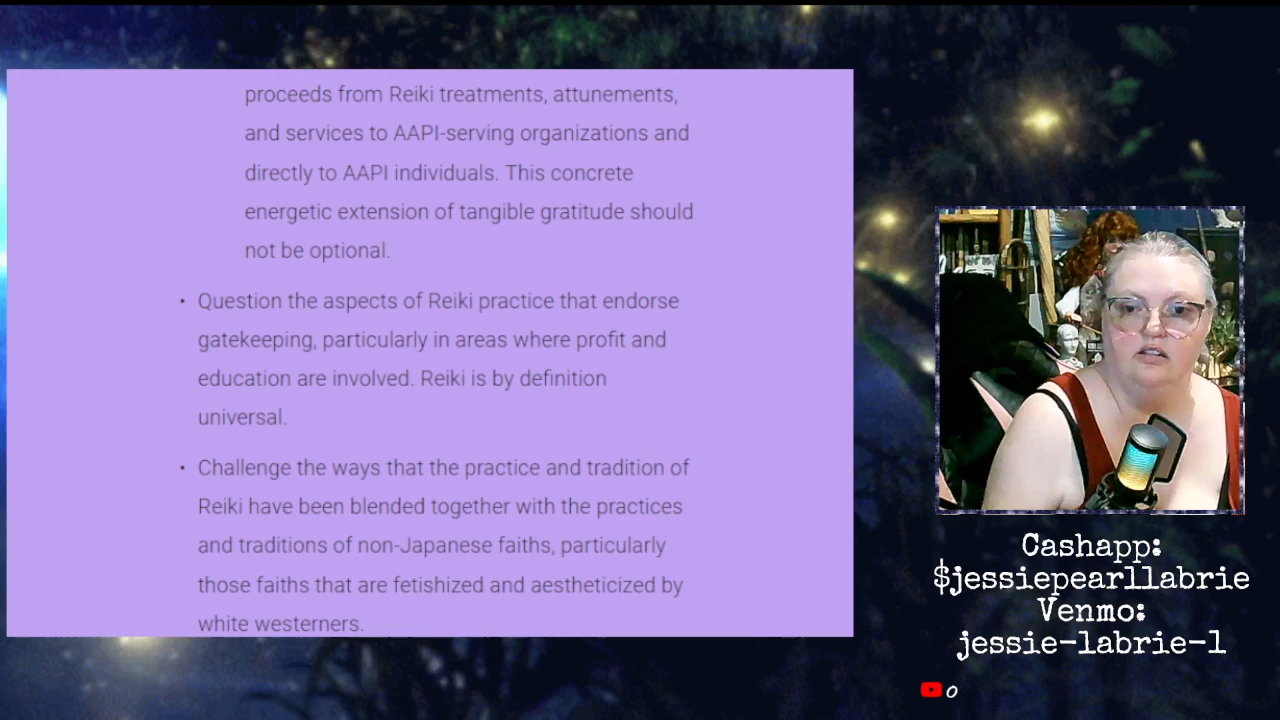 proceeds from Reiki treatments, attunements,
and services to AAPI-serving organizations and
directly to AAPI individuals. This concrete
energetic extension of tangible gratitude should
not be optional.
• Question the aspects of Reiki practice that endorse
gatekeeping, particularly in areas where profit and
education are involved. Reiki is by definition
universal.
• Challenge the ways that the practice and tradition of
Reiki have been blended together with the practices
and traditions of non-Japanese faiths, particularly
those faiths that are fetishized and aestheticized by
white westerners.
Cashapp:
$jessiepearllabrie
Venmo:
jessie-labrie-1
0